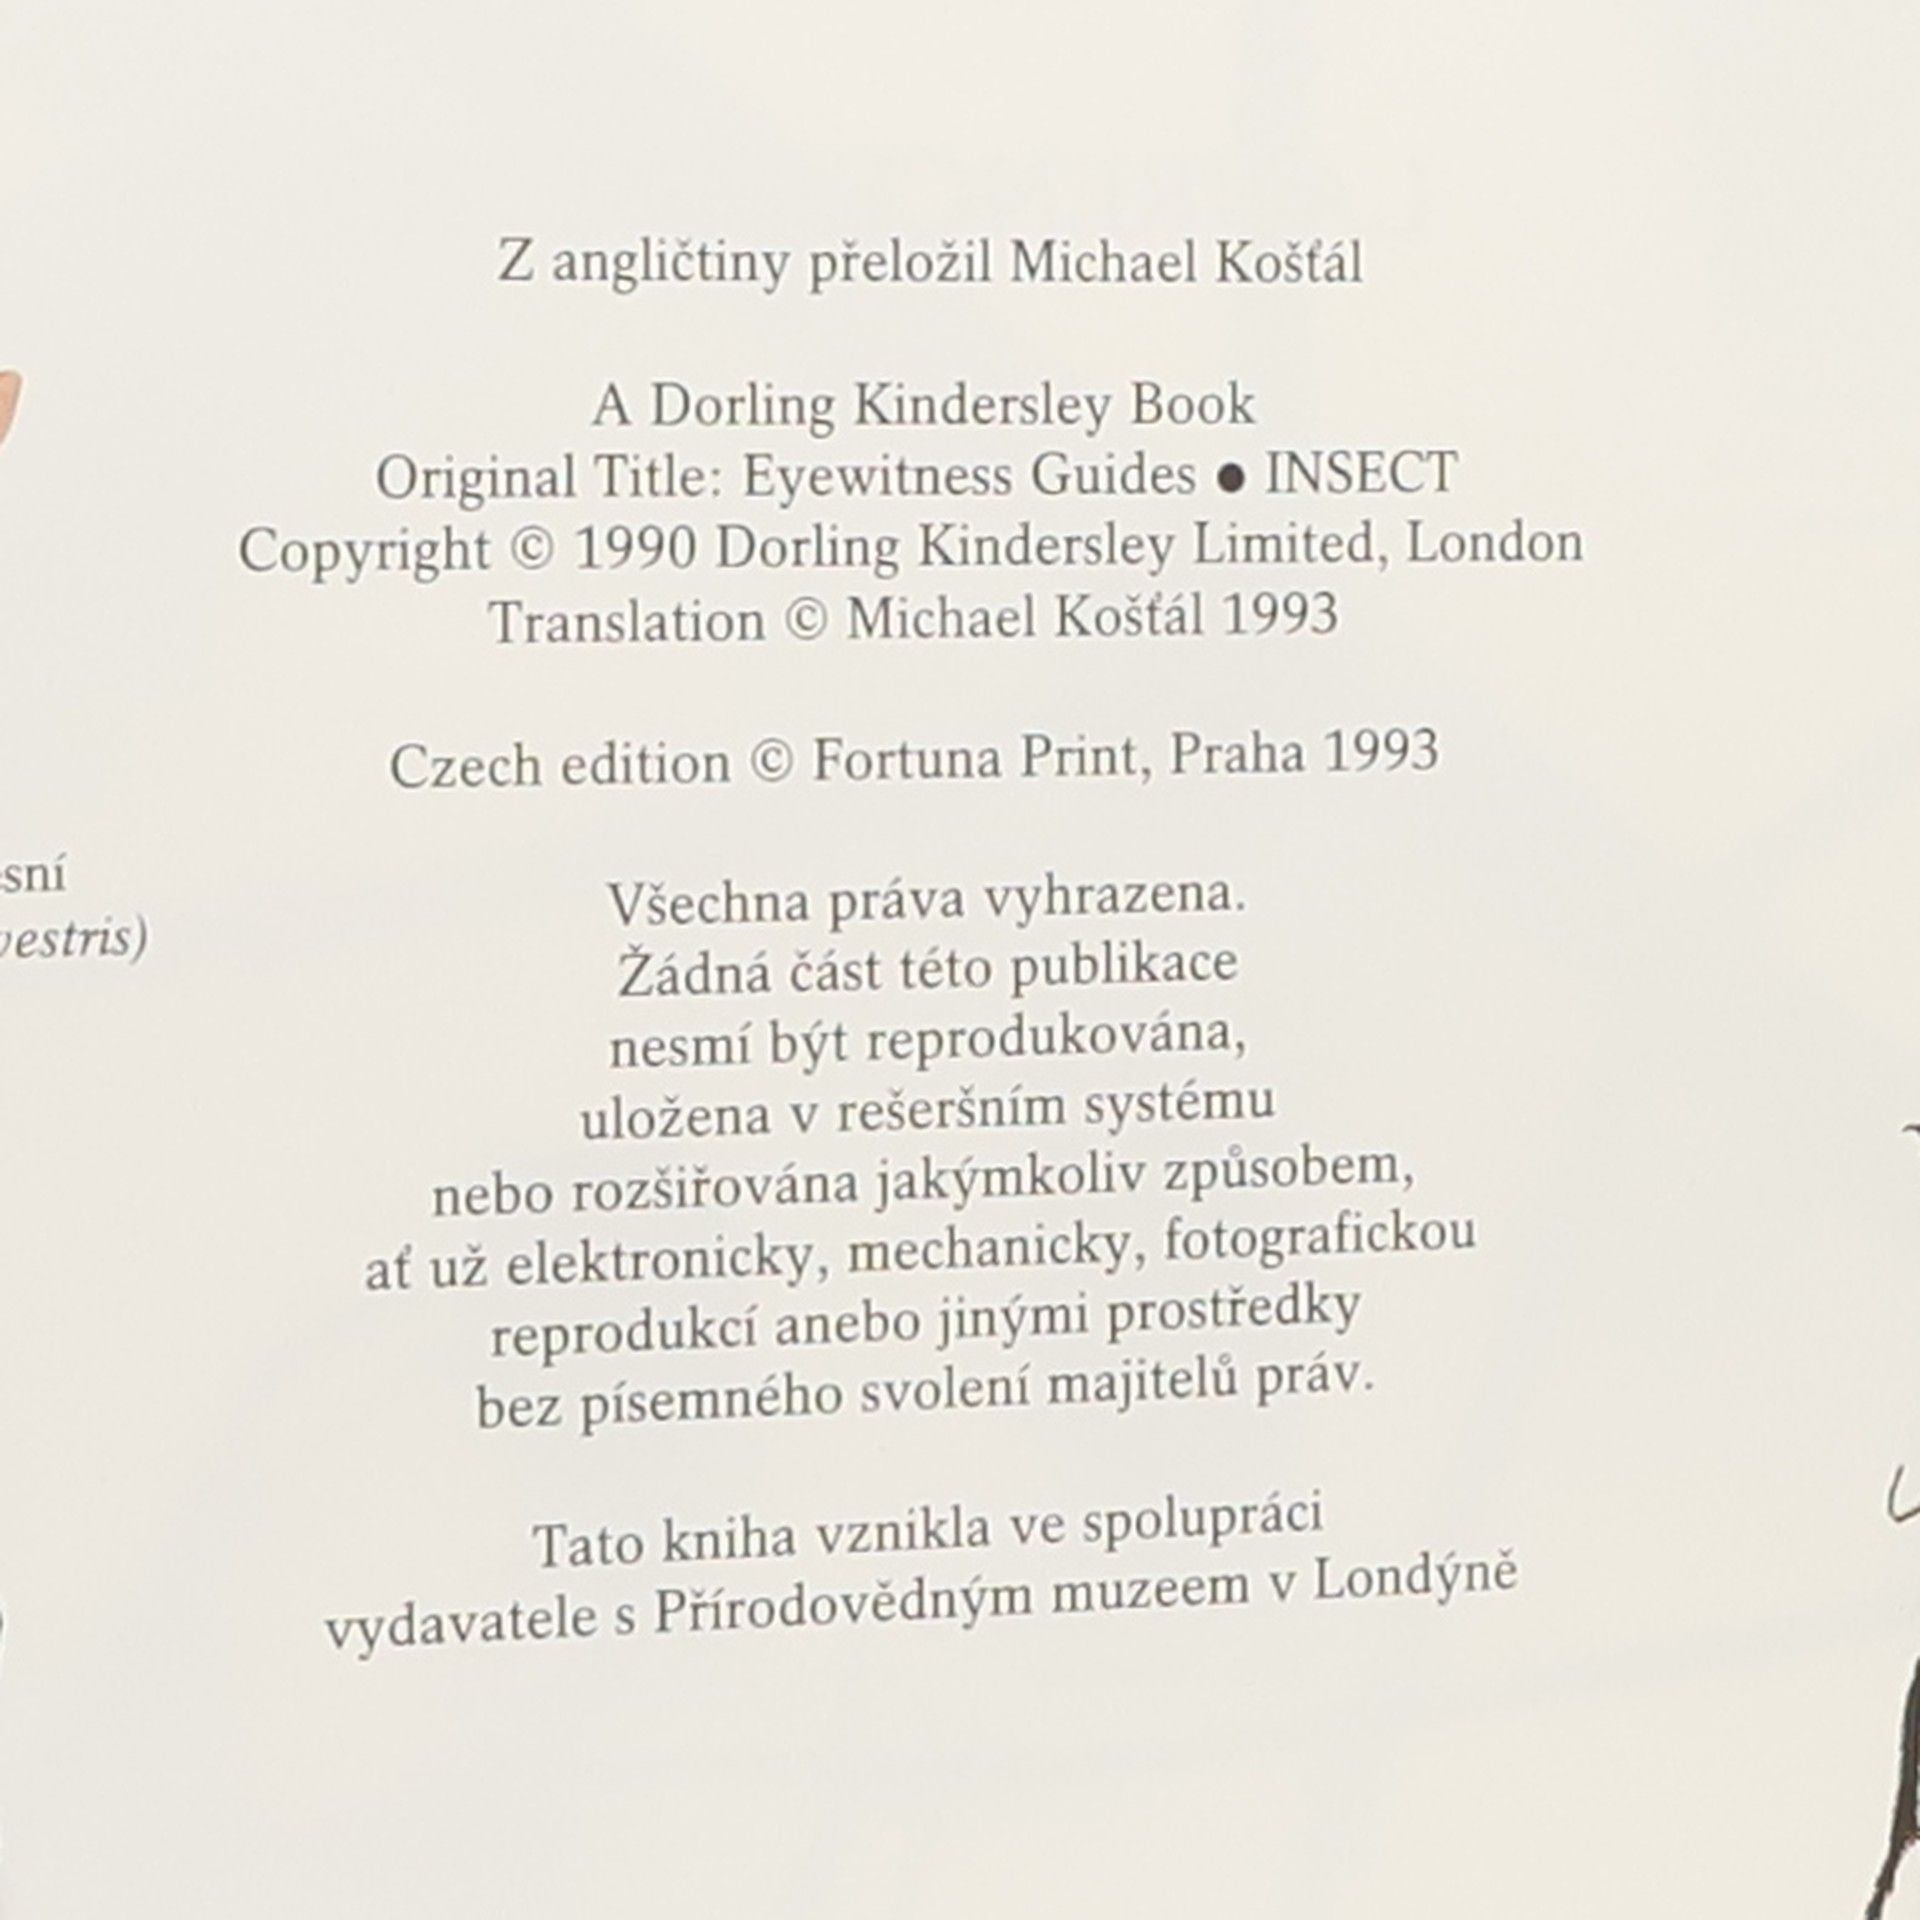 Z angličtiny přeložil Michael Košťál
A Dorling Kindersley Book
Original Title: Eyewitness Guides ● INSECT
Copyright © 1990 Dorling Kindersley Limited, London
Translation © Michael Košťál 1993
Czech edition © Fortuna Print, Praha 1993
Všechna práva vyhrazena.
Žádná část této publikace
nesmí být reprodukována,
uložena v rešeršním systému
nebo rozšiřována jakýmkoliv způsobem,
ať už elektronicky, mechanicky, fotografickou
reprodukcí anebo jinými prostředky
bez písemného svolení majitelů práv.
Tato kniha vznikla ve spolupráci
vydavatele s Přírodovědným muzeem v Londýně